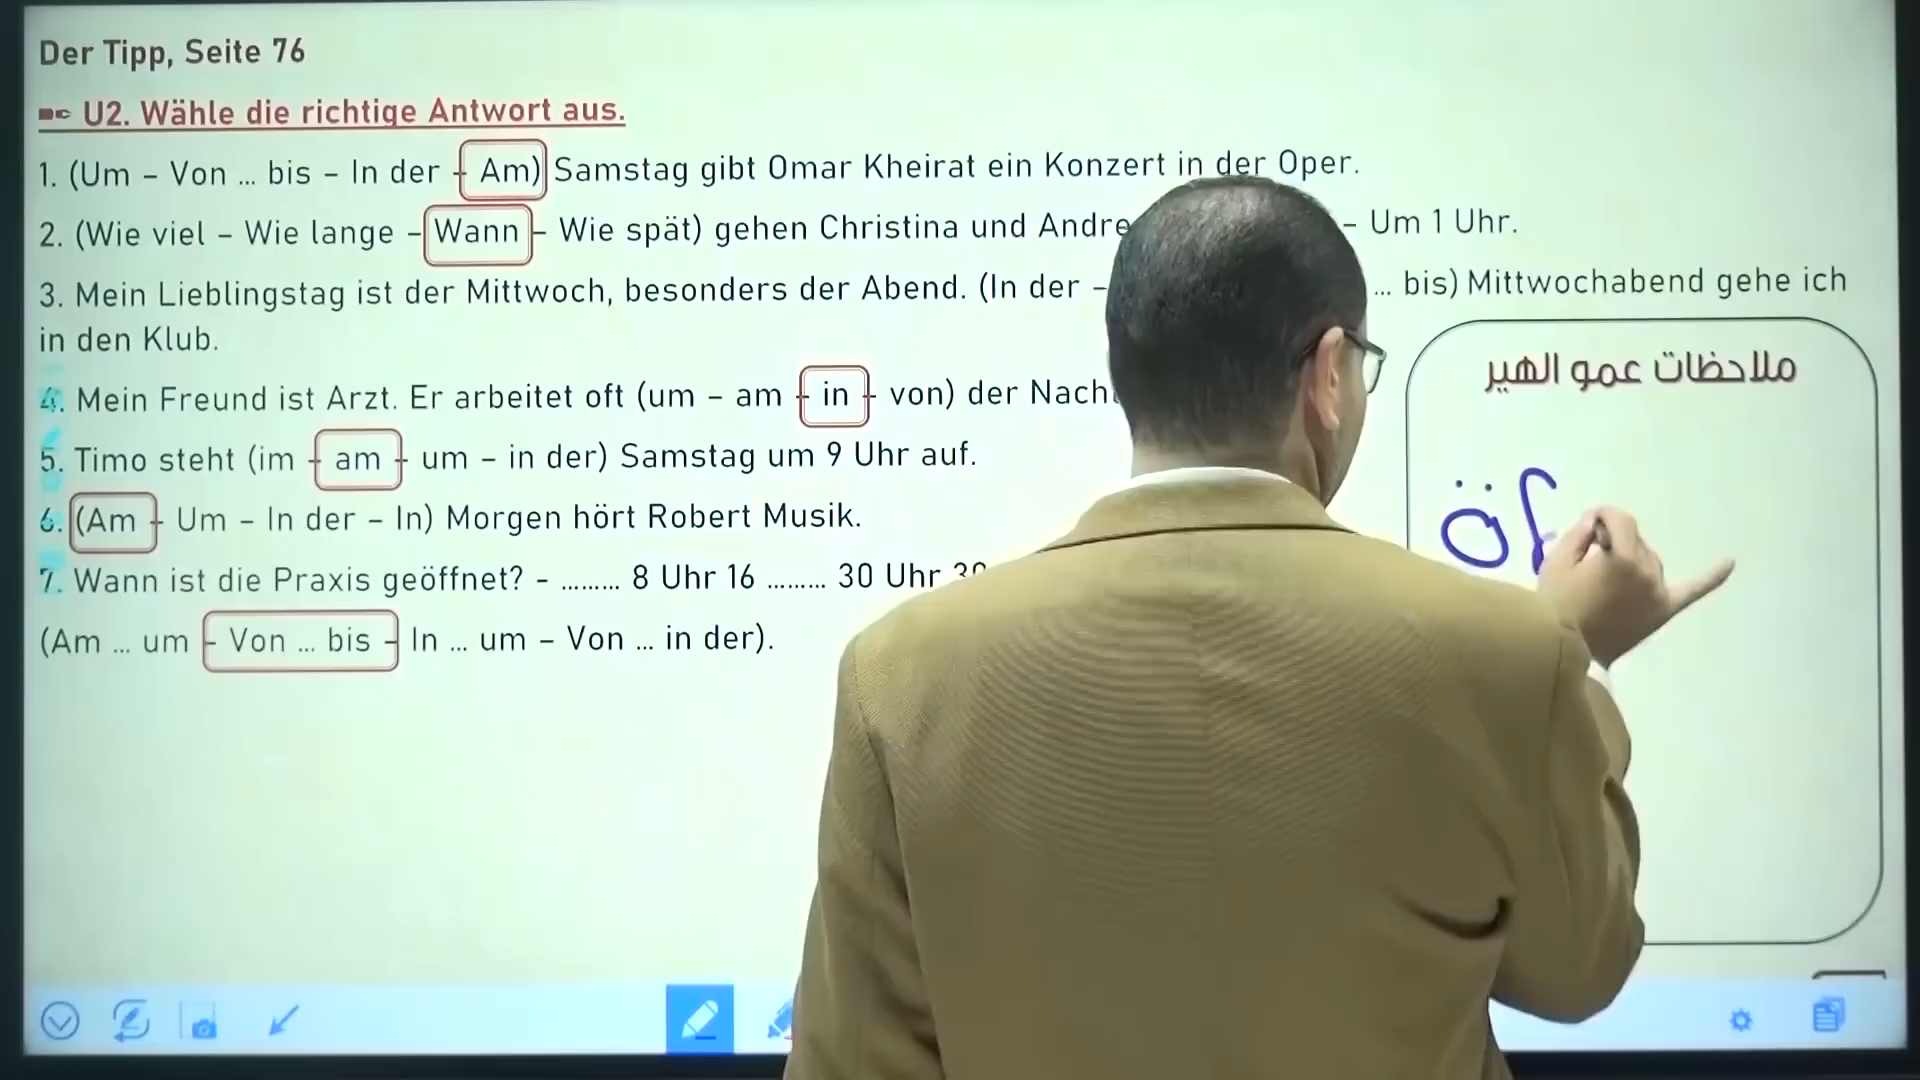 Der Tipp, Seite 76
U2. Wähle die richtige Antwort aus.
1. (Um – Von ... bis – In der – Am) Samstag gibt Omar Kheirat ein Konzert in der Oper.
2. (Wie viel – Wie lange – Wann – Wie spät) gehen Christina und Andre – Um 1 Uhr.
3. Mein Lieblingstag ist der Mittwoch, besonders der Abend. (In der – ... bis) Mittwochabend gehe ich
in den Klub.
4. Mein Freund ist Arzt. Er arbeitet oft (um – am – in – von) der
5. Timo steht (im – am – um – in der) Samstag um 9 Uhr auf.
6. (Am – Um – In der – In) Morgen hört Robert Musik.
7. Wann ist die Praxis geöffnet? – ......... 8 Uhr 16 ......... 30 Uhr
(Am ... um – Von ... bis – In ... um – Von ... in der).
ملاحظات عمو الهير
öf